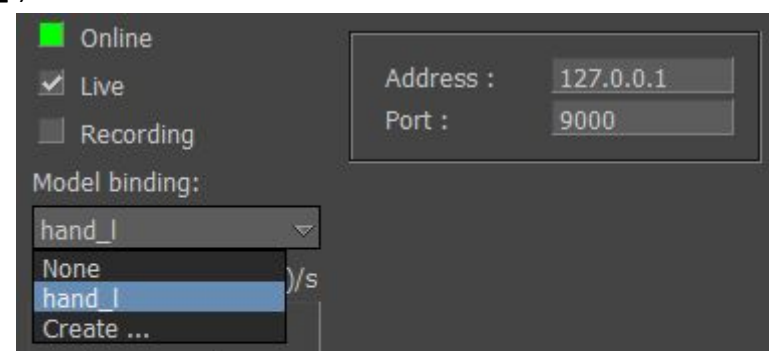 Online
Live
Recording
Address : 127.0.0.1
Port : 9000
Model binding:
hand_l
None
hand_l
Create ...
)/s